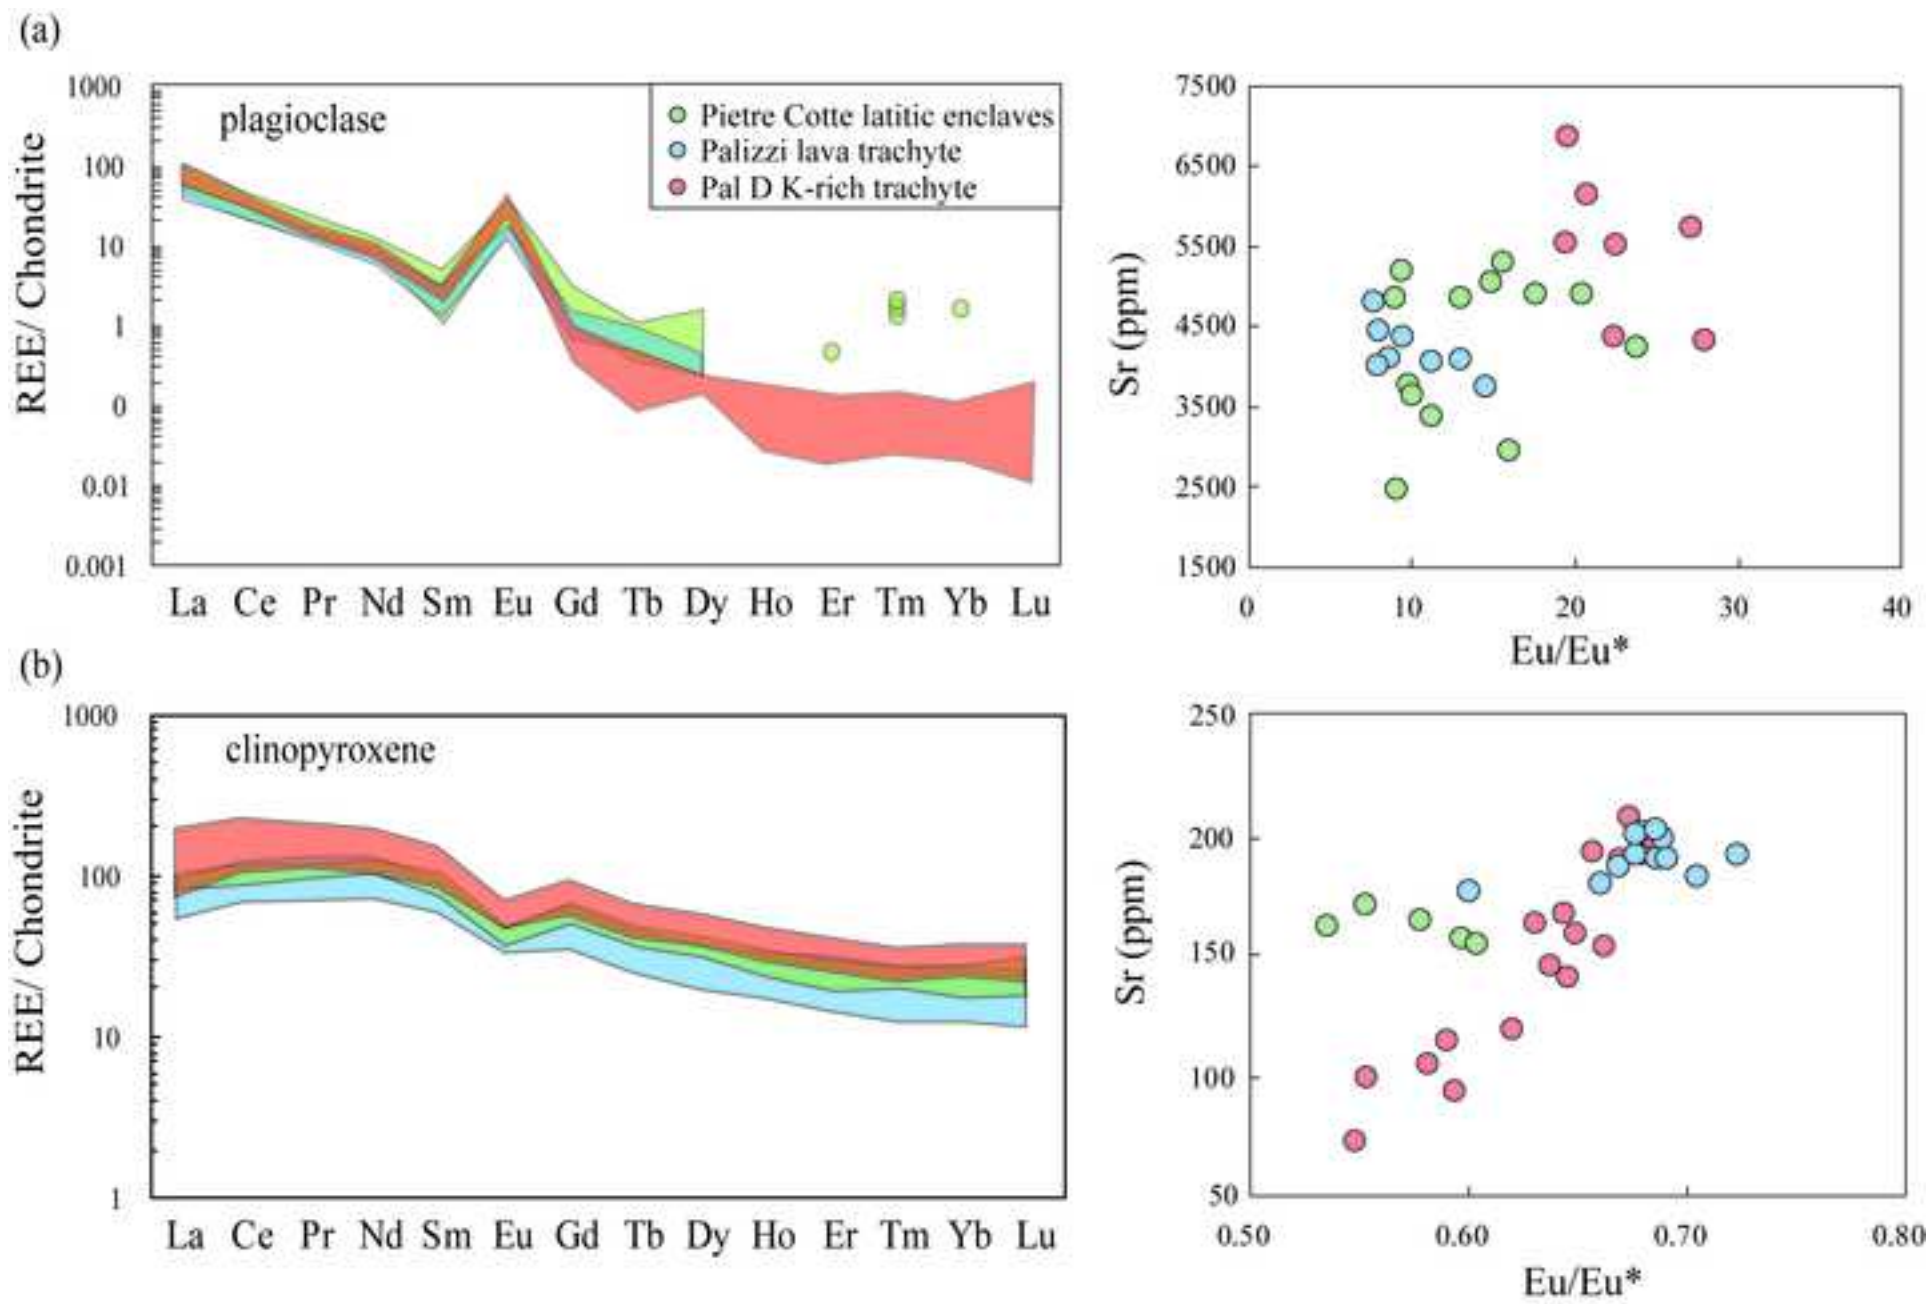 (a)
1000
100
10
1
0
0.01
0.001
REE/ Chondrite
plagioclase
Pietre Cotte latitic enclaves
Palizzi lava trachyte
Pal D K-rich trachyte
La Ce Pr Nd Sm Eu Gd Tb Dy Ho Er Tm Yb Lu
7500
6500
5500
4500
3500
2500
1500
Sr (ppm)
0 10 20 30 40
Eu/Eu*
(b)
1000
100
10
1
REE/ Chondrite
clinopyroxene
La Ce Pr Nd Sm Eu Gd Tb Dy Ho Er Tm Yb Lu
250
200
150
100
50
Sr (ppm)
0.50 0.60 0.70 0.80
Eu/Eu*